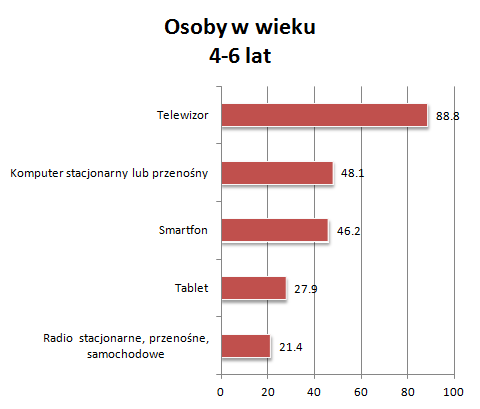 Osoby w wieku
4-6 lat
Telewizor
88.8
Komputer stacjonarny lub przenośny
48.1
Smartfon
46.2
Tablet
27.9
Radio stacjonarne, przenośne,
samochodowe
21.4
0 20 40 60 80 100